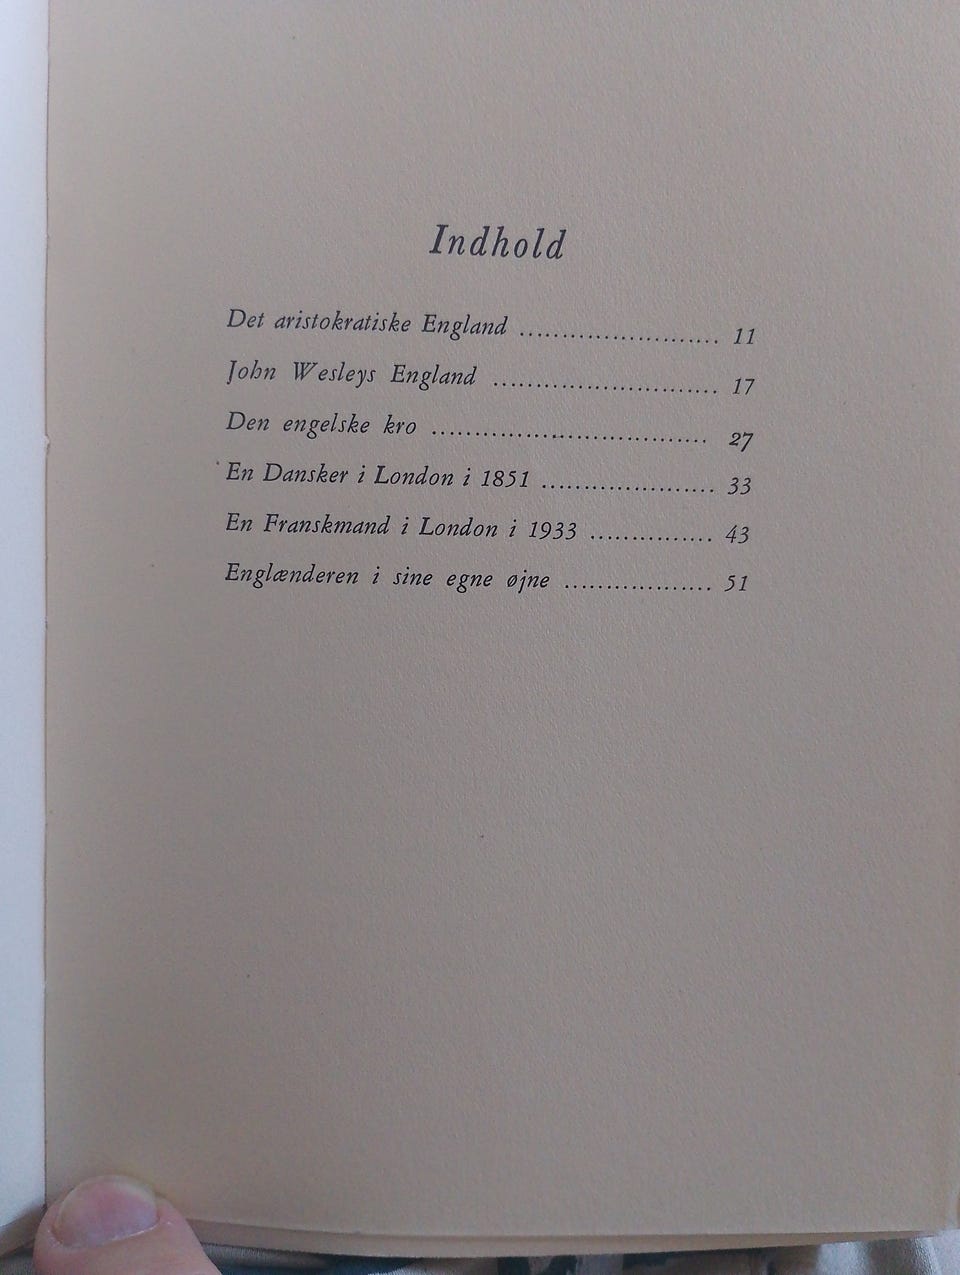 Indhold
Det aristokratiske England ........................ 11
John Wesleys England ........................... 17
Den engelske kro ................................. 27
En Dansker i London i 1851 ..................... 33
En Franskmand i London i 1933 ............... 43
Englænderen i sine egne øjne .................. 51